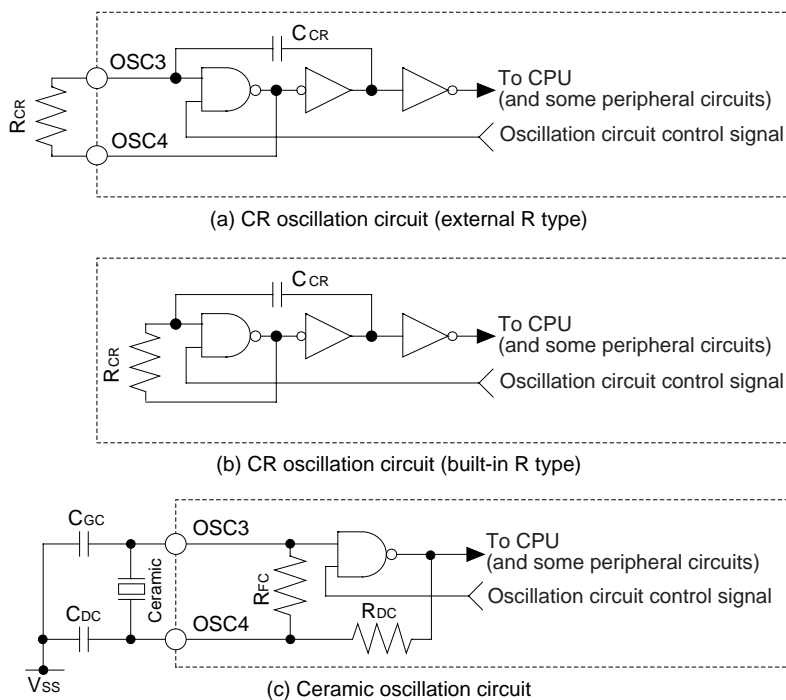 CCR
OSC3
To CPU
(and some peripheral circuits)
RCR
Oscillation circuit control signal
OSC4
(a) CR oscillation circuit (external R type)
CCR
To CPU
(and some peripheral circuits)
RCR
Oscillation circuit control signal
(b) CR oscillation circuit (built-in R type)
CGC
OSC3
To CPU
(and some peripheral circuits)
Ceramic
RFC
Oscillation circuit control signal
CDC
RDC
OSC4
VSS
(c) Ceramic oscillation circuit